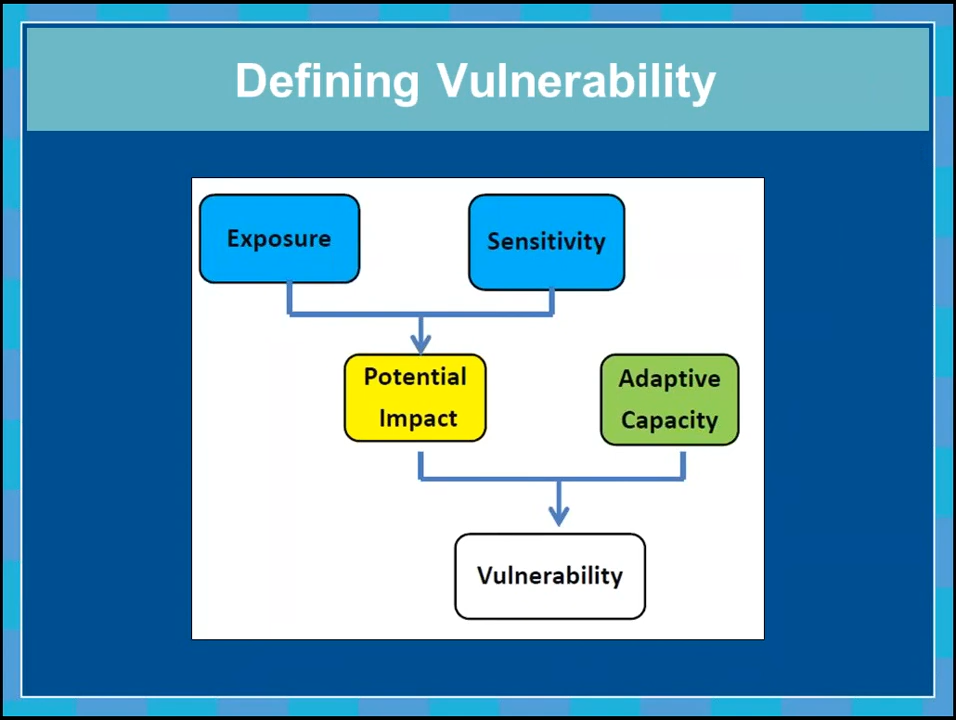 Defining Vulnerability
Exposure
Sensitivity
Potential
Impact
Adaptive
Capacity
Vulnerability